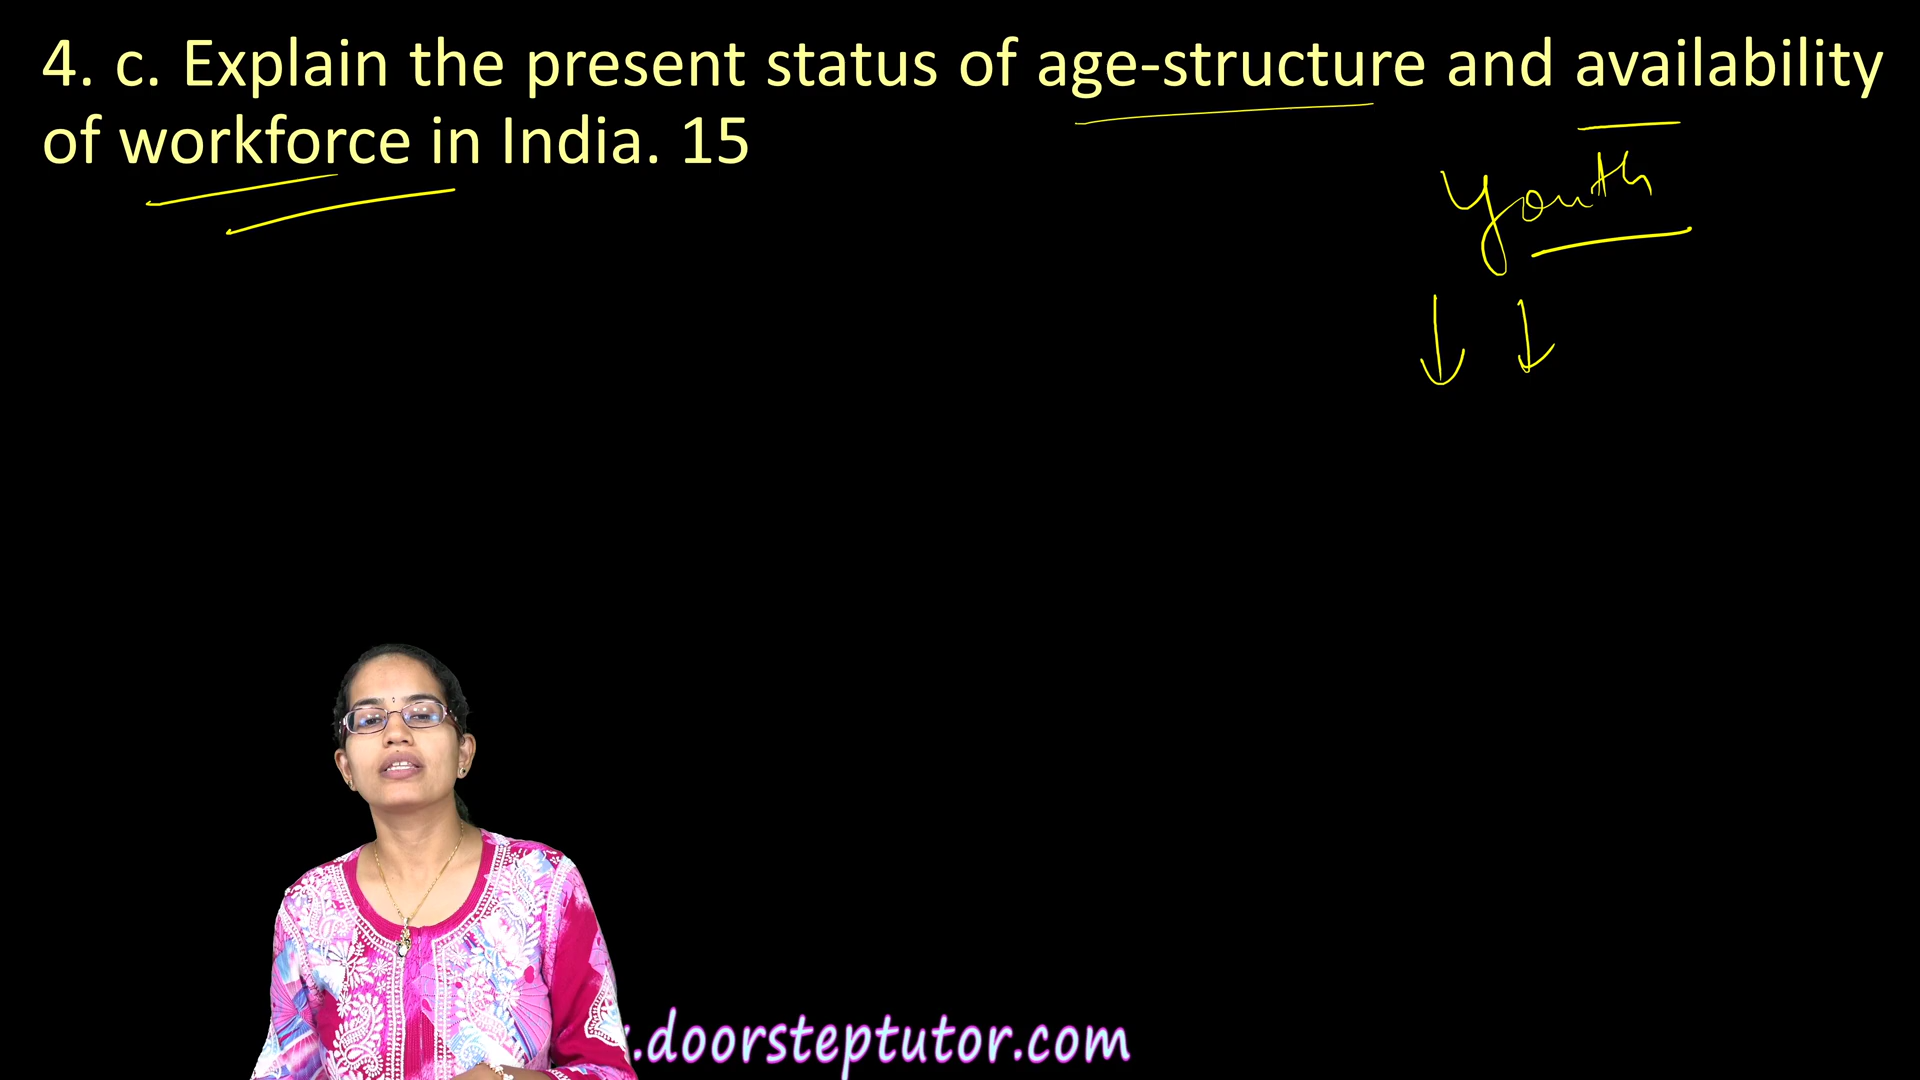 4. c. Explain the present status of age-structure and availability
of workforce in India. 15
Youth
.doorsteptutor.com